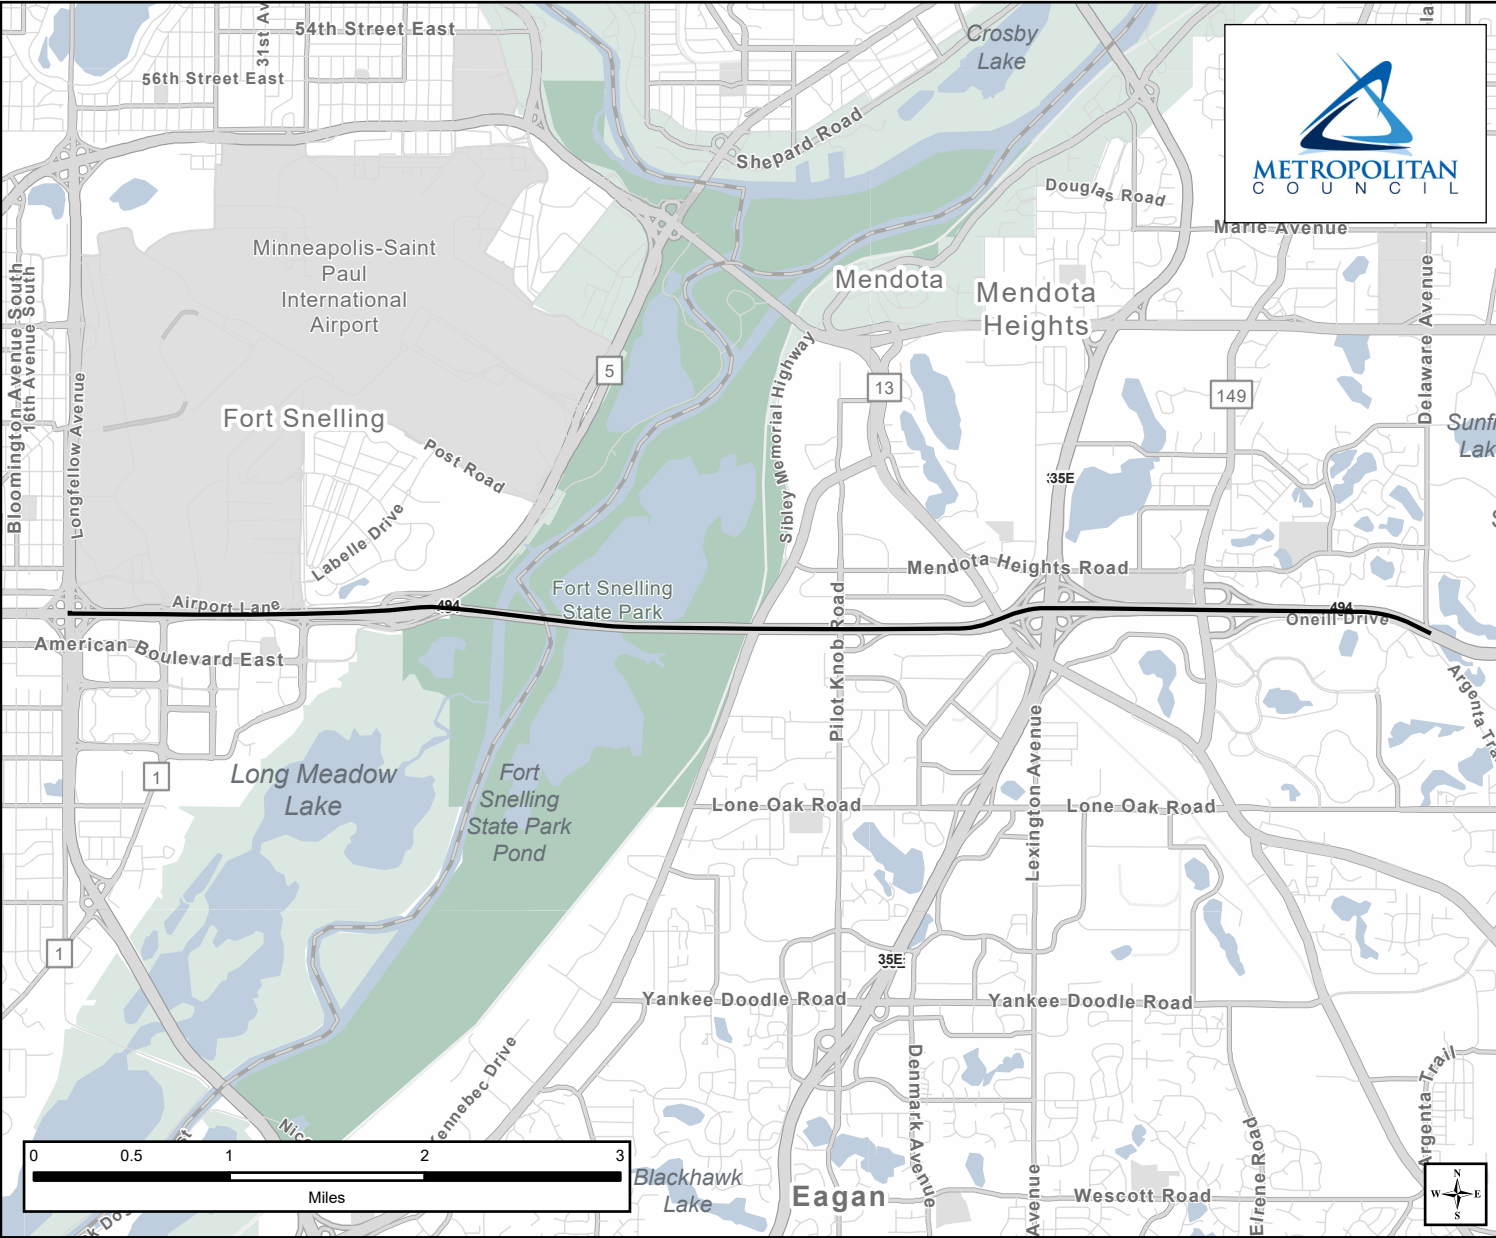 54th Street East
31st Av
56th Street East
Crosby
Lake
METROPOLITAN
COUNCIL
Shepard Road
Douglas Road
Marie Avenue
Minneapolis-Saint
Paul
International
Airport
Mendota
Mendota
Heights
Bloomington Avenue South
16th Avenue South
Longfellow Avenue
Delaware Avenue
5
13
149
Fort Snelling
Sibley Memorial Highway
Post Road
Labelle Drive
35E
Mendota Heights Road
Fort Snelling
State Park
Airport Lane
494
494
Oneill Drive
American Boulevard East
Pilot Knob Road
Argenta Tra
Long Meadow
Lake
1
Fort
Snelling
State Park
Pond
Lone Oak Road
Lone Oak Road
Lexington Avenue
1
35E
Yankee Doodle Road
Yankee Doodle Road
Denmark Avenue
Argenta Trail
Elrene Road
Avenue
Blackhawk
Lake
Eagan
Wescott Road
0 0.5 1 2 3
Miles
N
W E
S